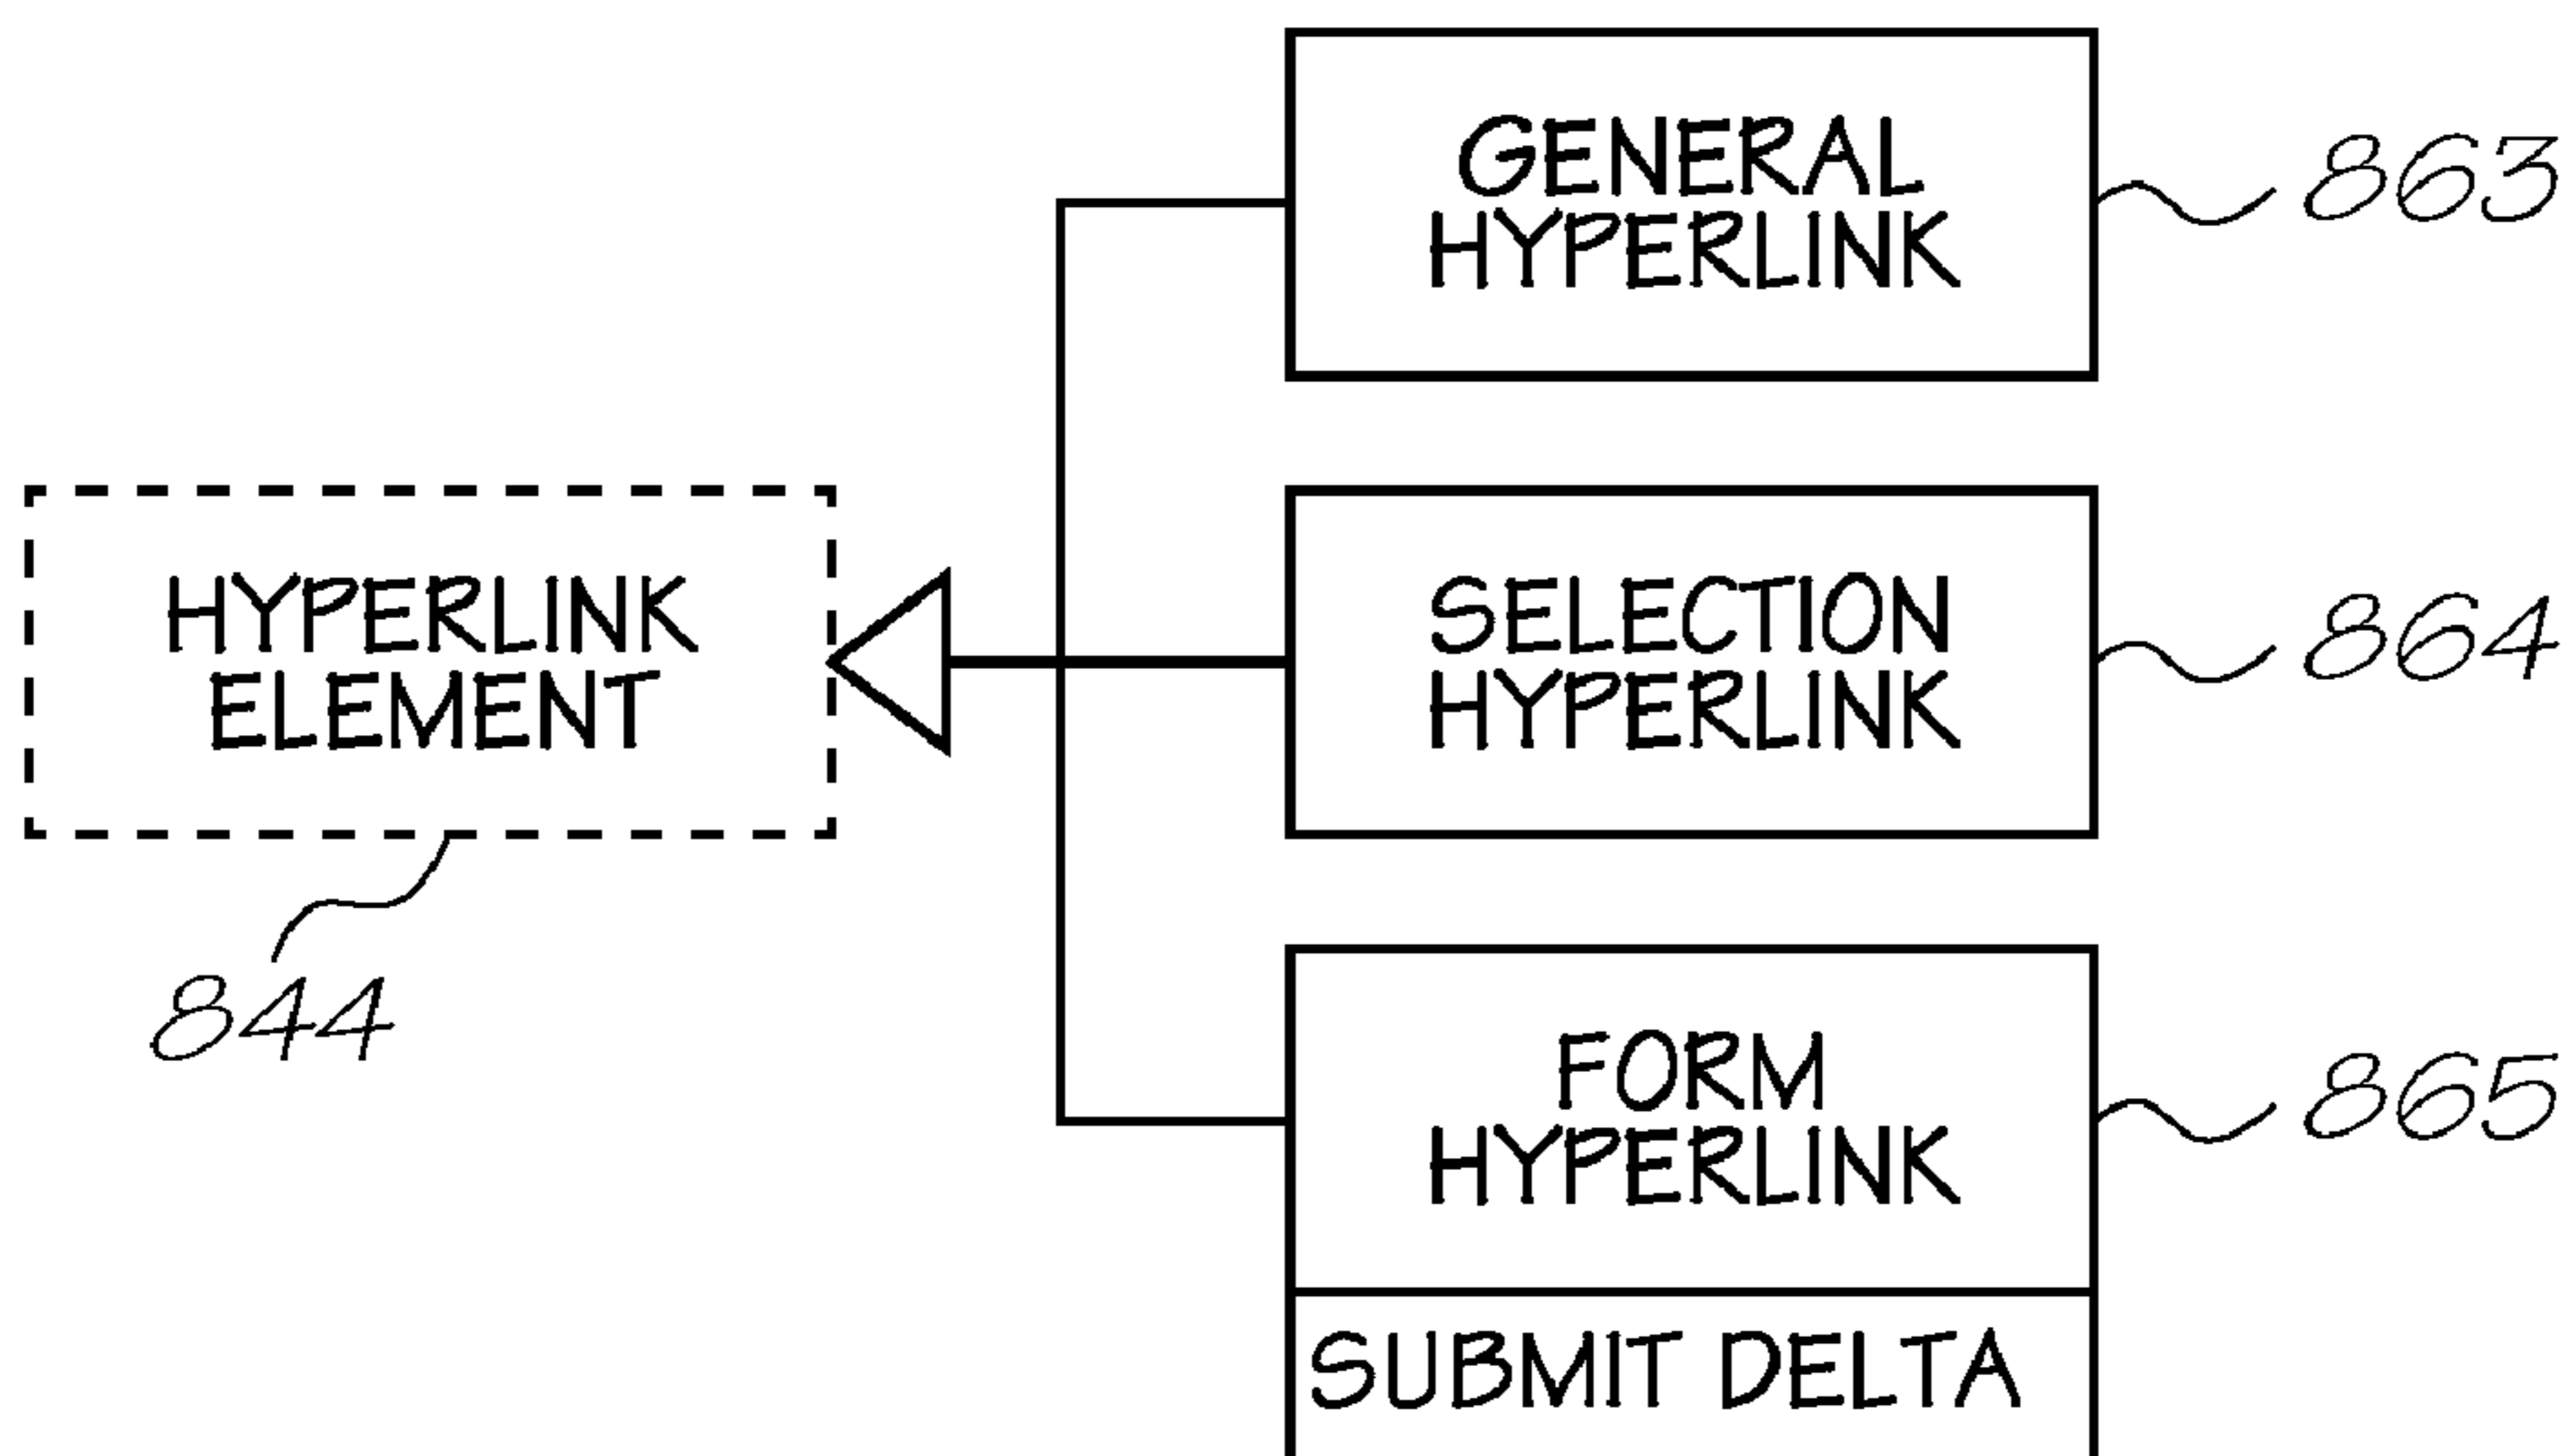 GENERAL
HYPERLINK
863
HYPERLINK
ELEMENT
844
SELECTION
HYPERLINK
864
FORM
HYPERLINK
865
SUBMIT DELTA